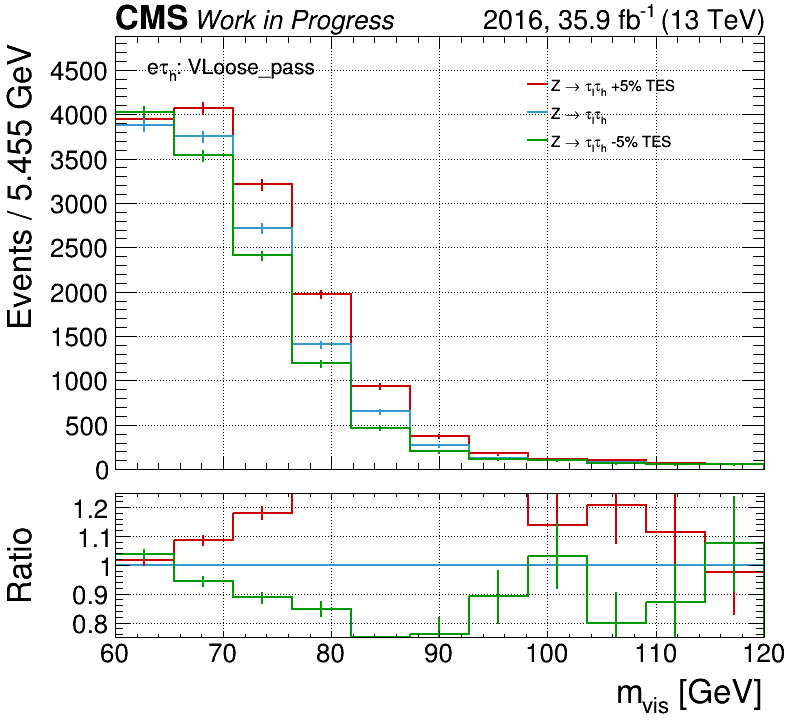 CMS Work in Progress 2016, 35.9 fb⁻¹ (13 TeV)
eτₕ: VLoose_pass
Z → τₗτₕ +5% TES
Z → τₗτₕ
Z → τₗτₕ -5% TES
Events / 5.455 GeV
4500
4000
3500
3000
2500
2000
1500
1000
500
0
Ratio
1.2
1.1
1
0.9
0.8
60 70 80 90 100 110 120
m_vis [GeV]